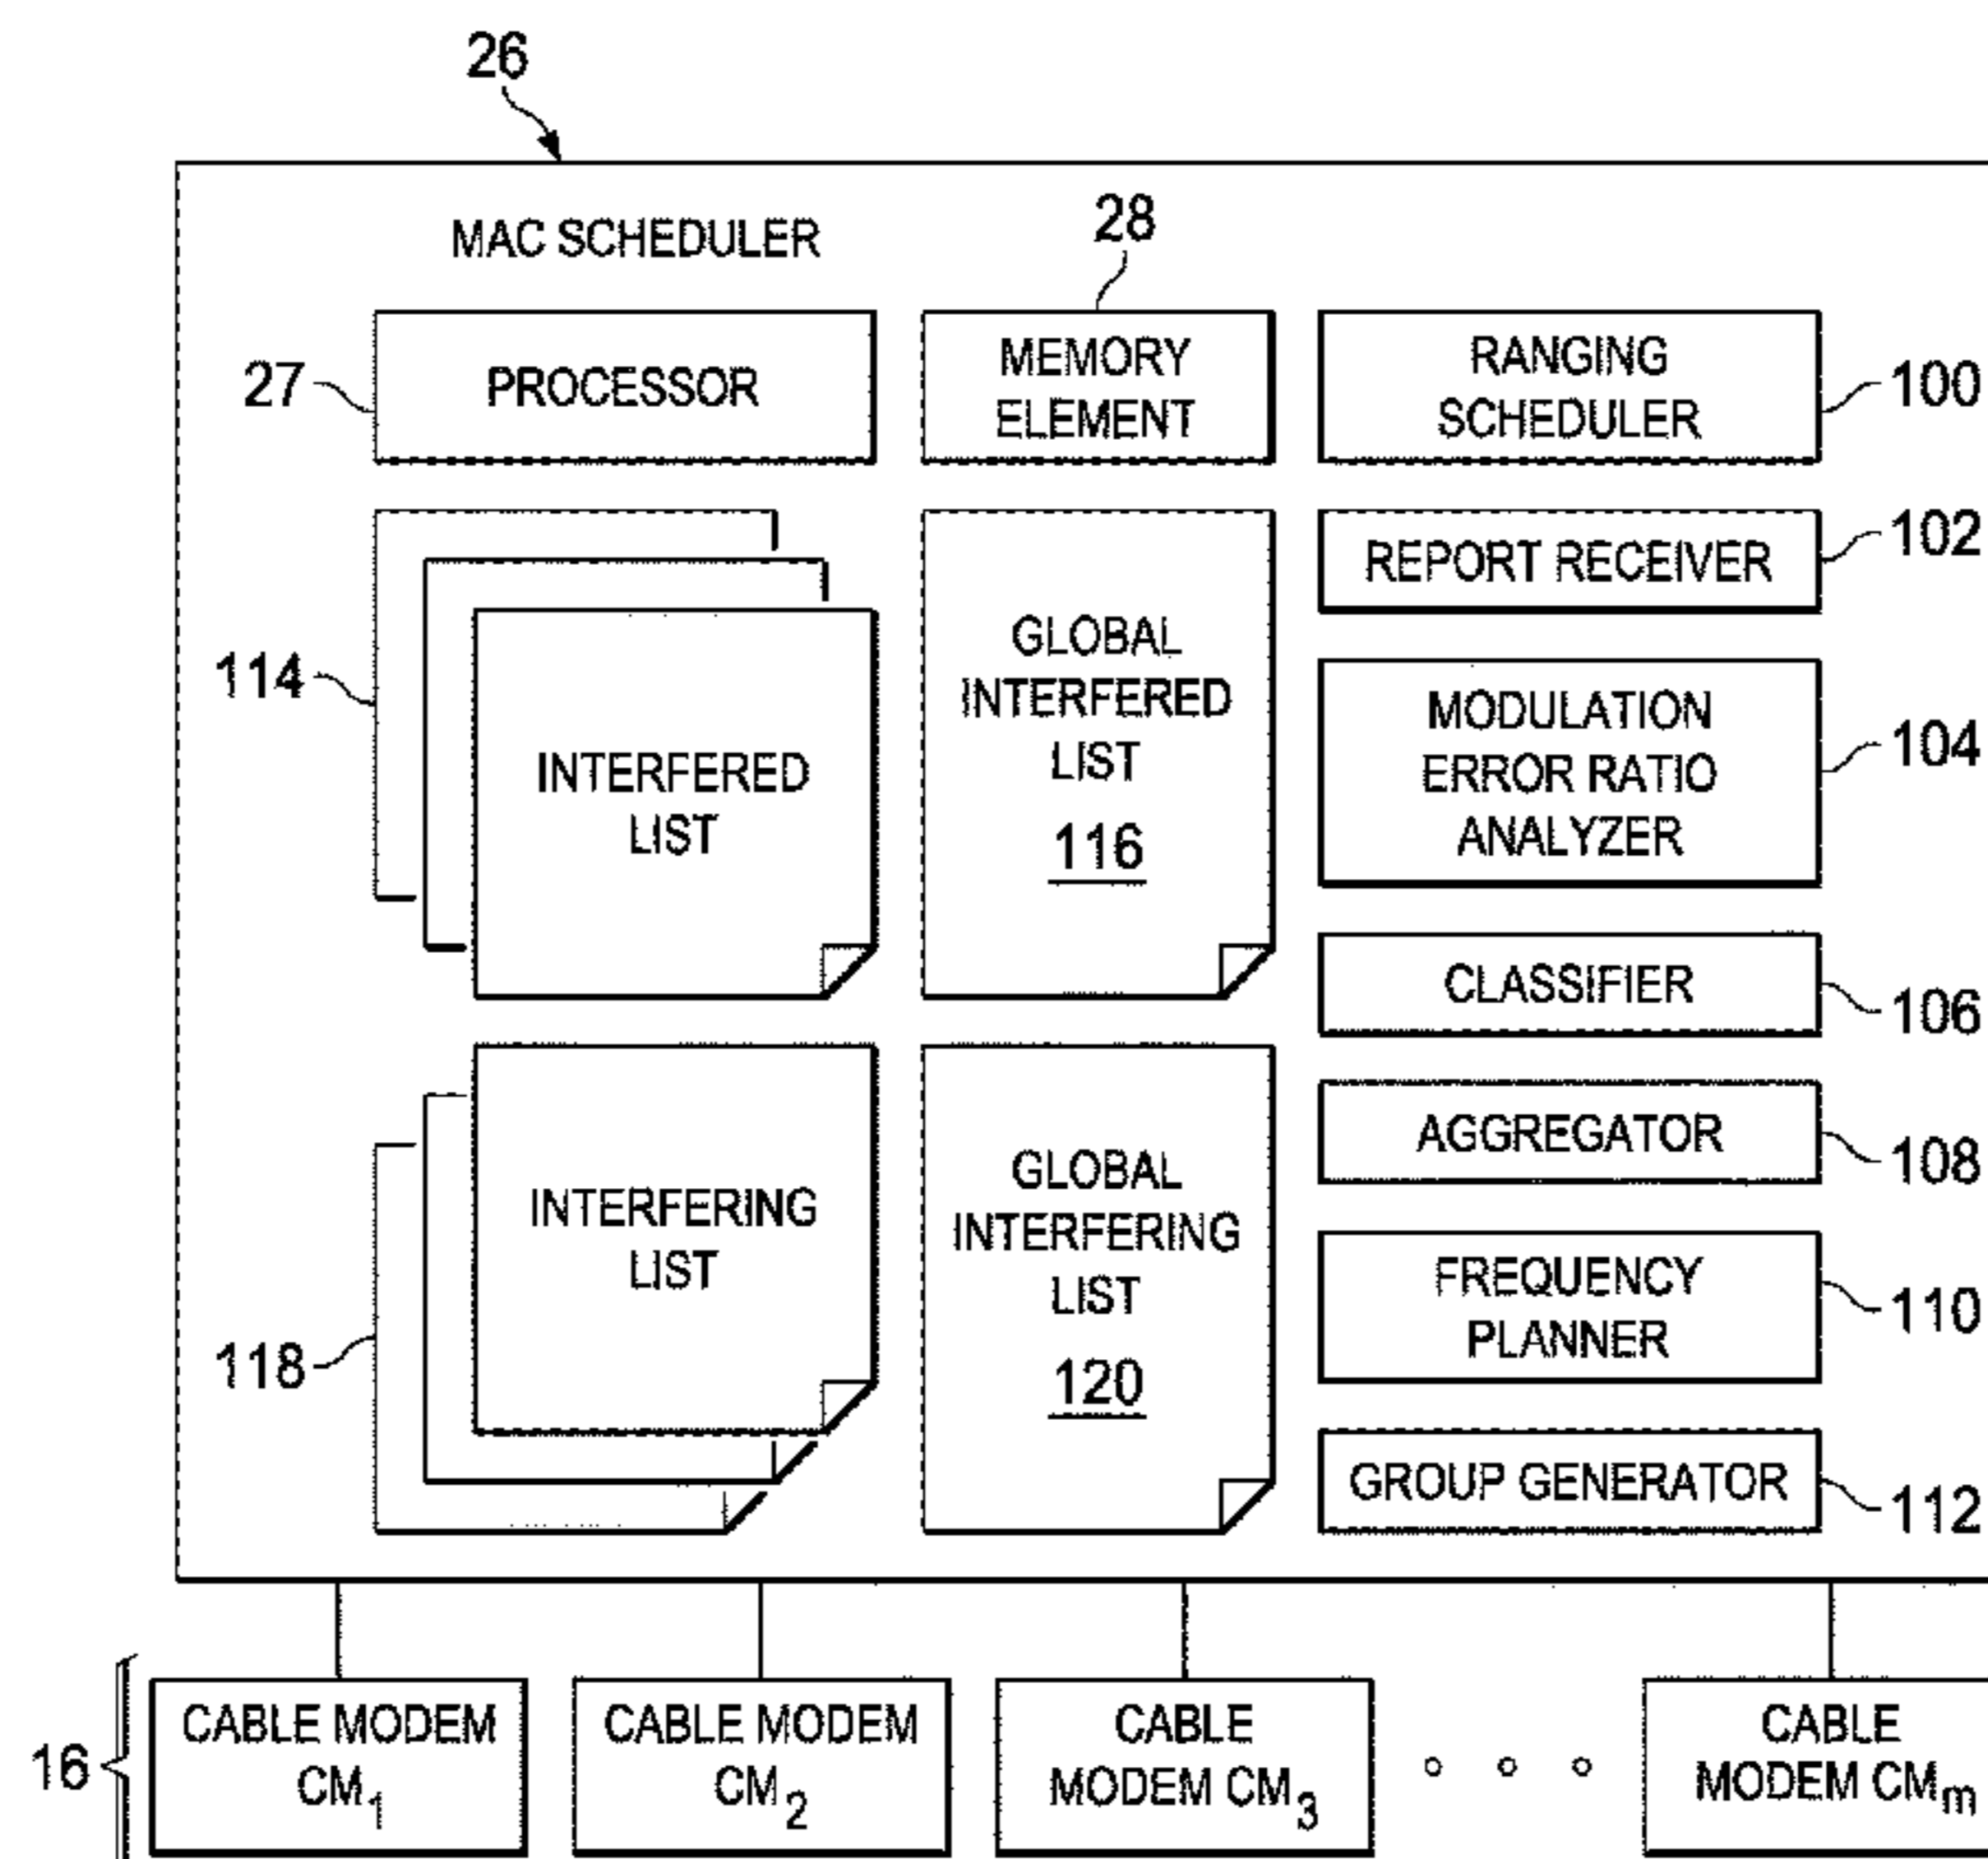 26
MAC SCHEDULER
28
27
PROCESSOR
MEMORY
ELEMENT
RANGING
SCHEDULER
100
REPORT RECEIVER
102
114
INTERFERED
LIST
GLOBAL
INTERFERED
LIST
116
MODULATION
ERROR RATIO
ANALYZER
104
CLASSIFIER
106
118
INTERFERING
LIST
GLOBAL
INTERFERING
LIST
120
AGGREGATOR
108
FREQUENCY
PLANNER
110
GROUP GENERATOR
112
16
CABLE MODEM
CM1
CABLE MODEM
CM2
CABLE
MODEM CM3
CABLE
MODEM CMm